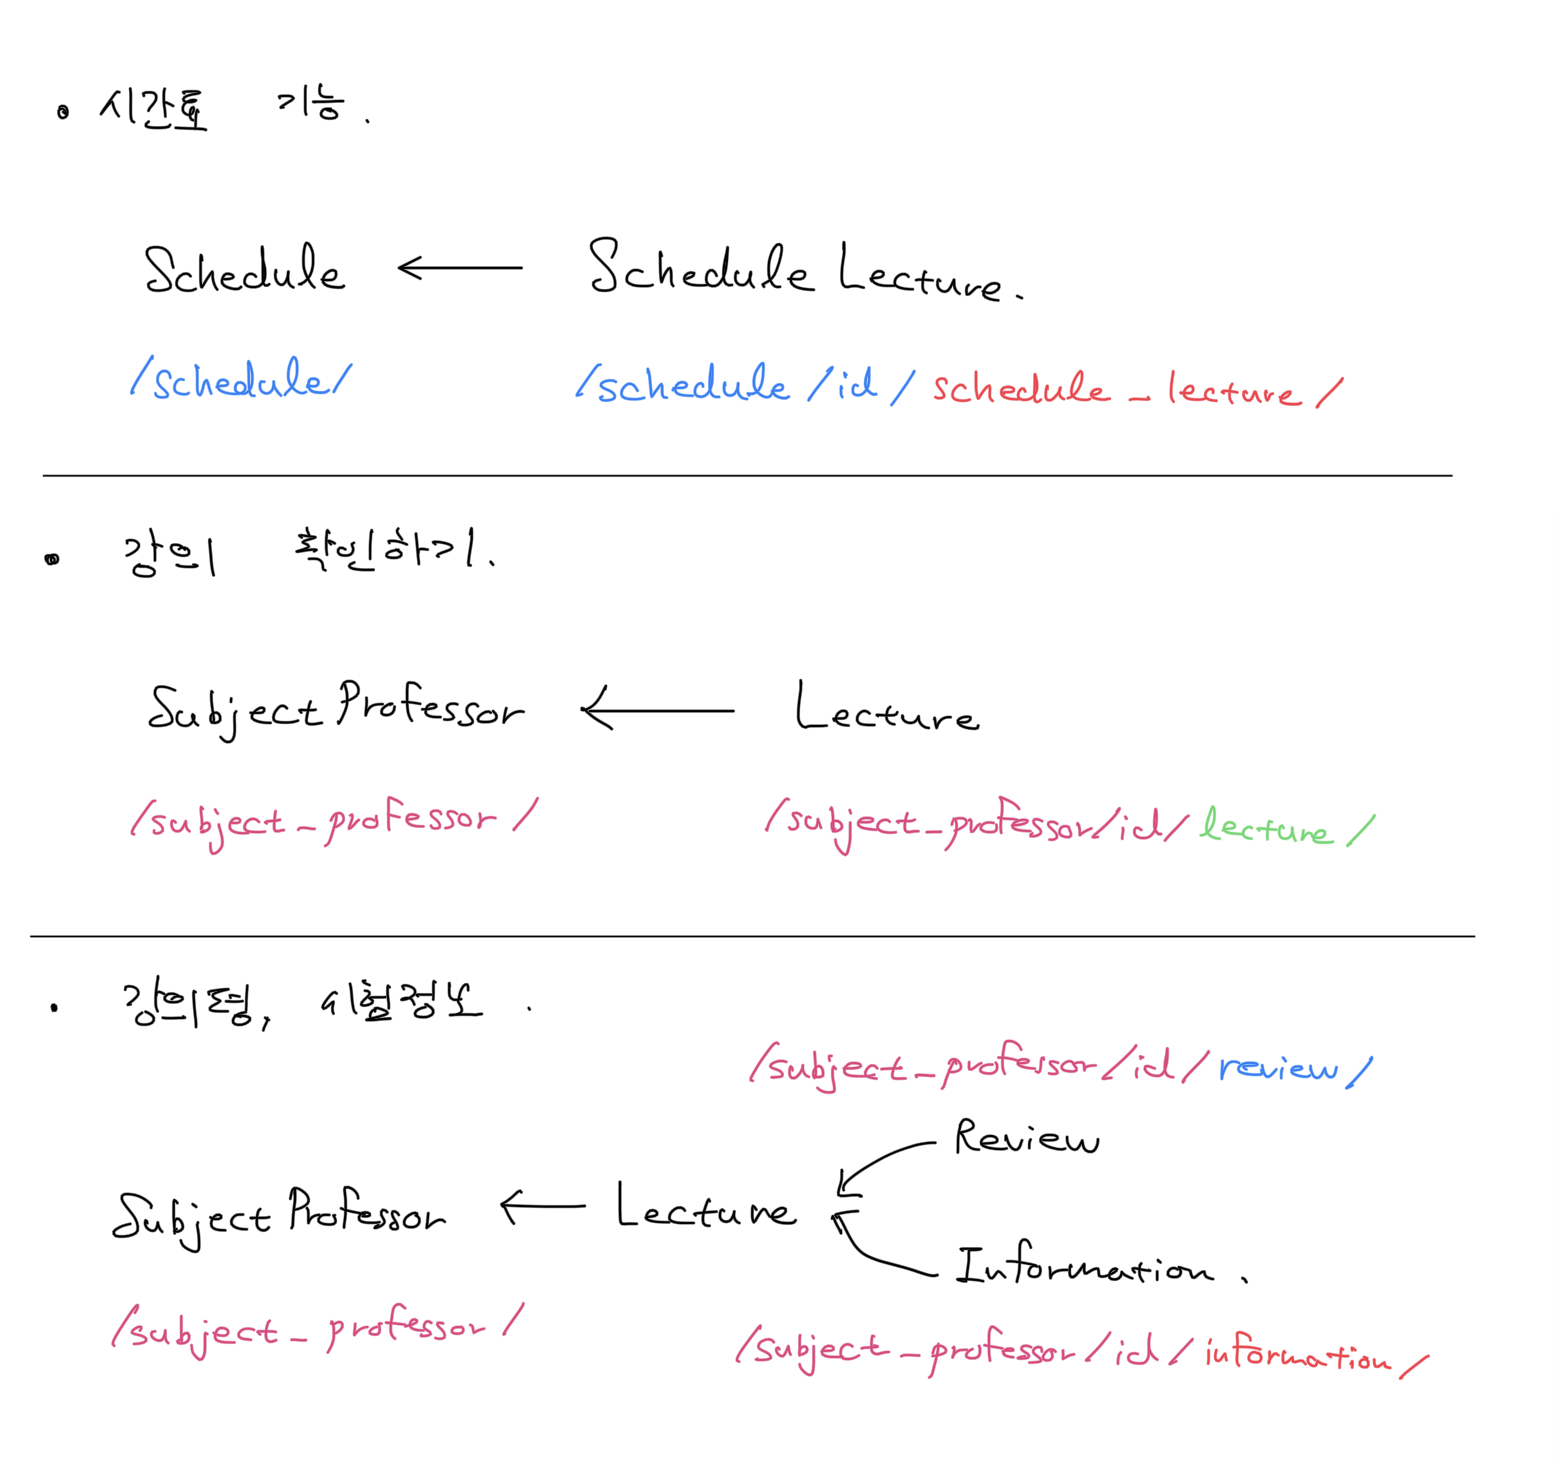 • 시간표 기능.
Schedule ← Schedule Lecture.
/schedule/ /schedule/id/schedule_lecture/
• 강의 확인하기.
Subject Professor ← Lecture
/subject_professor/ /subject_professor/id/lecture/
• 강의평, 시험정보.
/subject_professor/id/review/
Review
Subject Professor ← Lecture
Information.
/subject_professor/ /subject_professor/id/information/